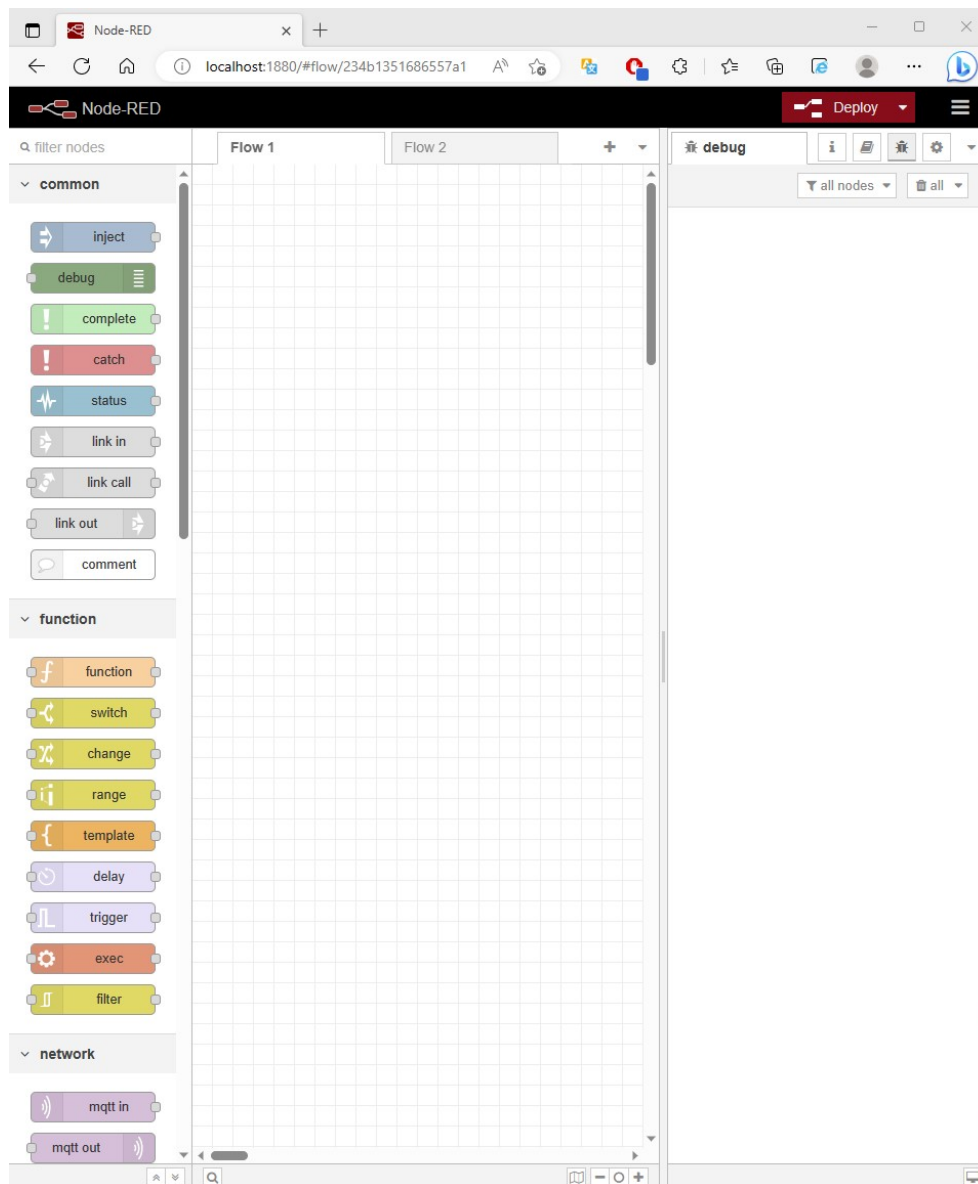 Node-RED
localhost:1880/#flow/234b1351686557a1
Node-RED
Deploy
filter nodes
Flow 1
Flow 2
debug
i
all nodes
all
common
inject
debug
complete
catch
status
link in
link call
link out
comment
function
function
switch
change
range
template
delay
trigger
exec
filter
network
mqtt in
mqtt out